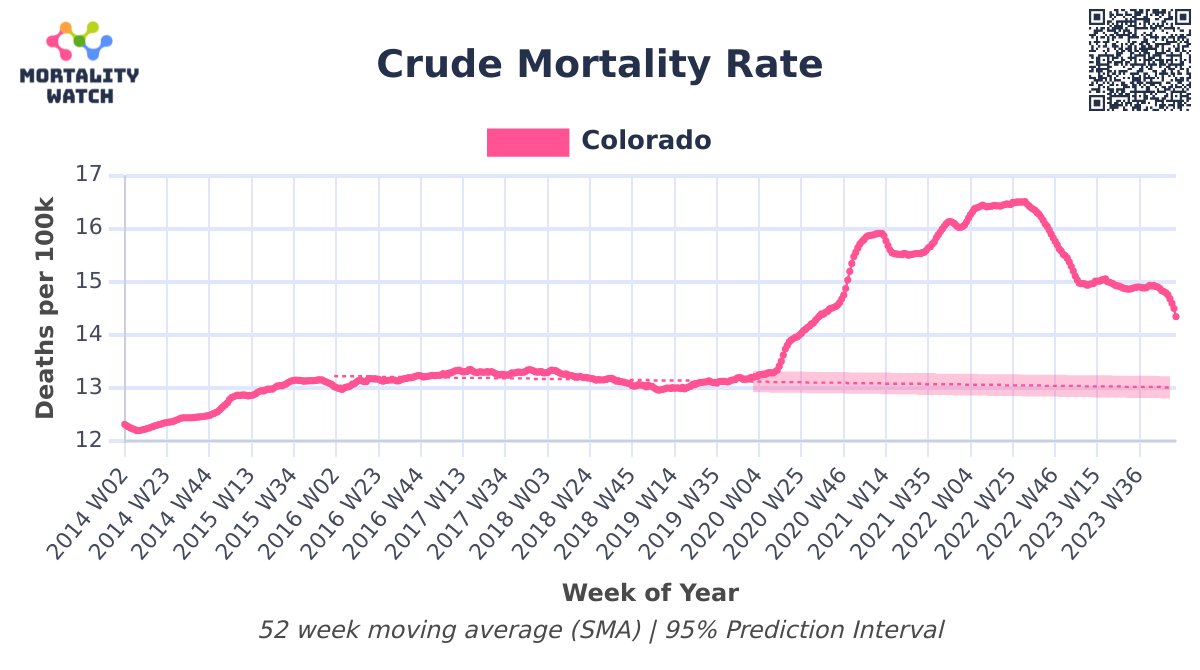 MORTALITY
WATCH
Crude Mortality Rate
Colorado
Deaths per 100k
17
16
15
14
13
12
2014 W02
2014 W23
2014 W44
2015 W13
2015 W34
2016 W02
2016 W23
2016 W44
2017 W13
2017 W34
2018 W03
2018 W24
2018 W45
2019 W14
2019 W35
2020 W04
2020 W25
2020 W46
2021 W14
2021 W35
2022 W04
2022 W25
2022 W46
2023 W15
2023 W36
Week of Year
52 week moving average (SMA) | 95% Prediction Interval